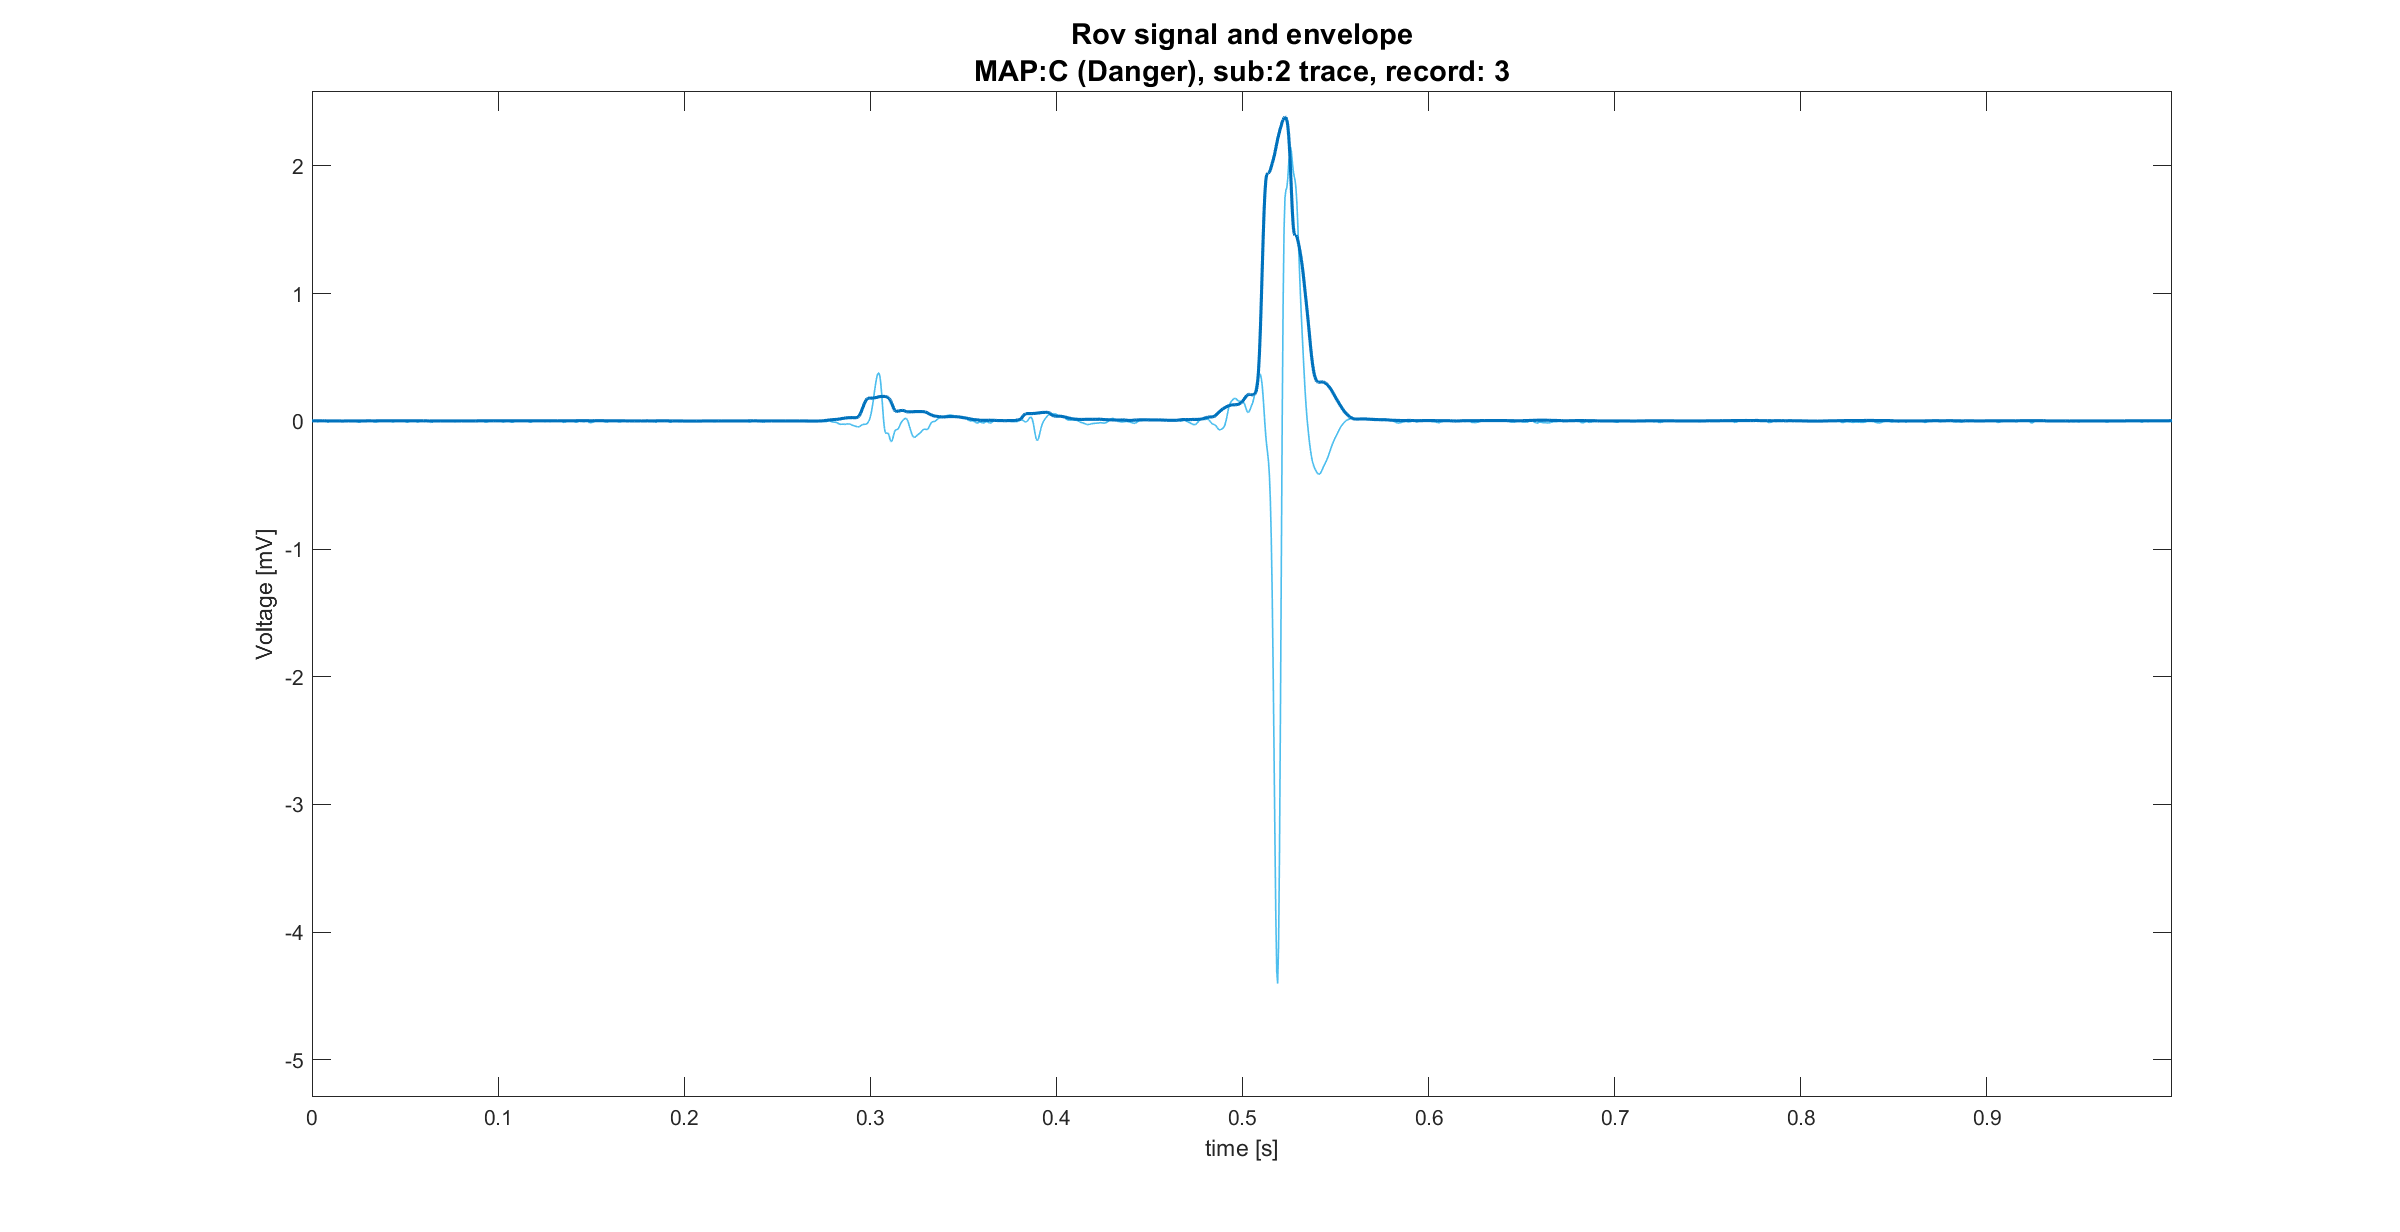 Rov signal and envelope
MAP:C (Danger), sub:2 trace, record: 3
2
1
0
-1
-2
-3
-4
-5
Voltage [mV]
0 0.1 0.2 0.3 0.4 0.5 0.6 0.7 0.8 0.9
time [s]